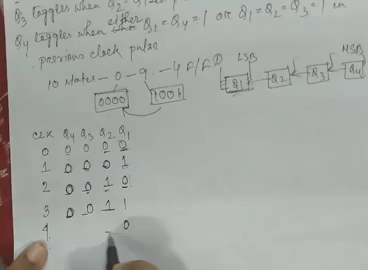 Q3 toggles when Q2 =
Q4 toggles when either Q1 = Q4 = 1 or Q1 = Q2 = Q3 = 1 in
previous clock pulse.
10 states - 0 - 9 - 4 F/F
0000 1001
LSB MSB
Q1 Q2 Q3 Q4
CLK Q4 Q3 Q2 Q1
0 0 0 0 0
1 0 0 0 1
2 0 0 1 0
3 0 0 1 1
4 0